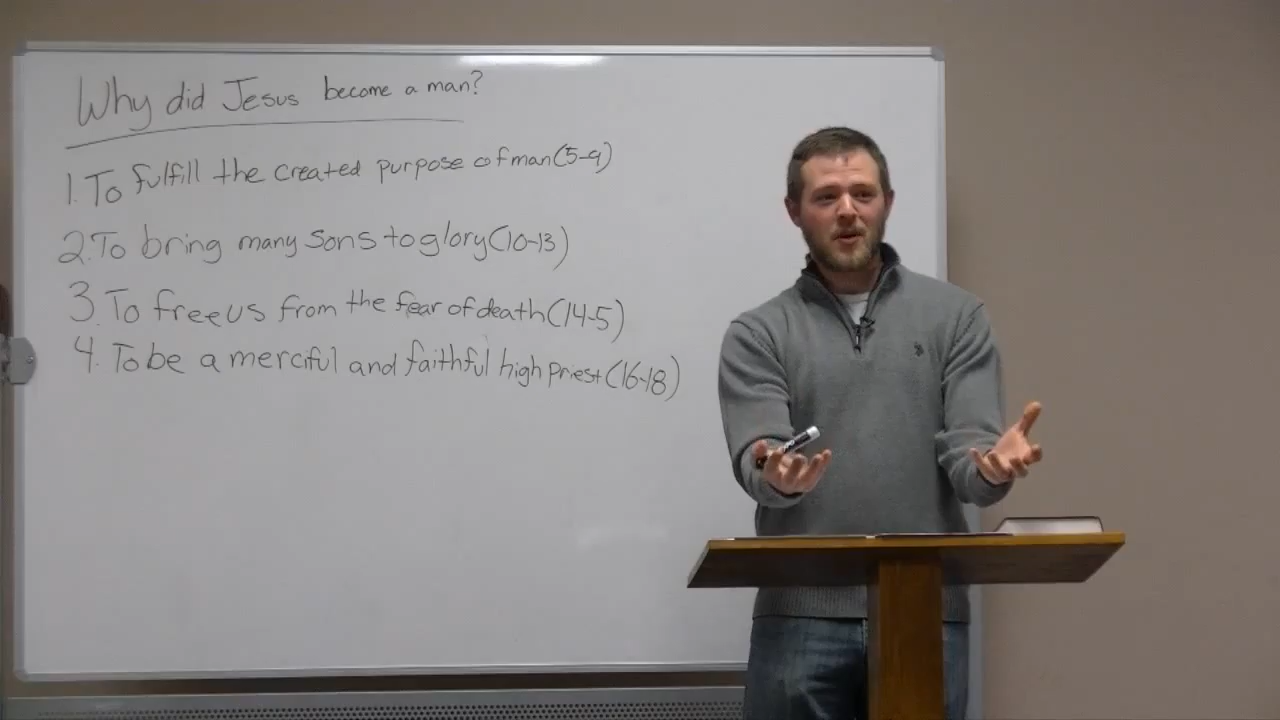 Why did Jesus become a man?
1. To fulfill the created purpose of man (5-9)
2. To bring many sons to glory (10-13)
3. To free us from the fear of death (14-5)
4. To be a merciful and faithful high priest (16-18)